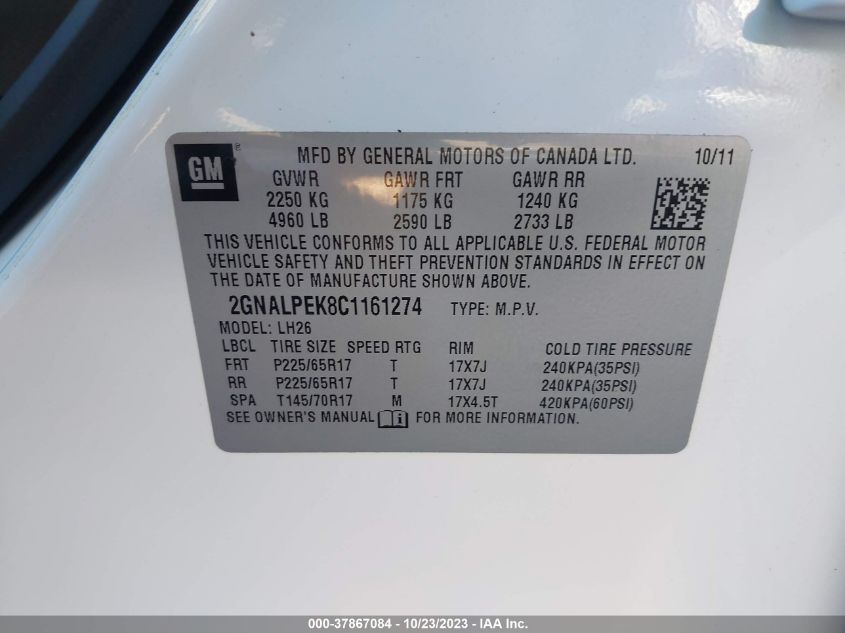 GM® MFD BY GENERAL MOTORS OF CANADA LTD. 10/11
GVWR GAWR FRT GAWR RR
2250 KG 1175 KG 1240 KG
4960 LB 2590 LB 2733 LB
THIS VEHICLE CONFORMS TO ALL APPLICABLE U.S. FEDERAL MOTOR
VEHICLE SAFETY AND THEFT PREVENTION STANDARDS IN EFFECT ON
THE DATE OF MANUFACTURE SHOWN ABOVE.
2GNALPEK8C1161274 TYPE: M.P.V.
MODEL: LH26
LBCL TIRE SIZE SPEED RTG RIM COLD TIRE PRESSURE
FRT P225/65R17 T 17X7J 240KPA(35PSI)
RR P225/65R17 T 17X7J 240KPA(35PSI)
SPA T145/70R17 M 17X4.5T 420KPA(60PSI)
SEE OWNER'S MANUAL i FOR MORE INFORMATION.
000-37867084 - 10/23/2023 - IAA Inc.